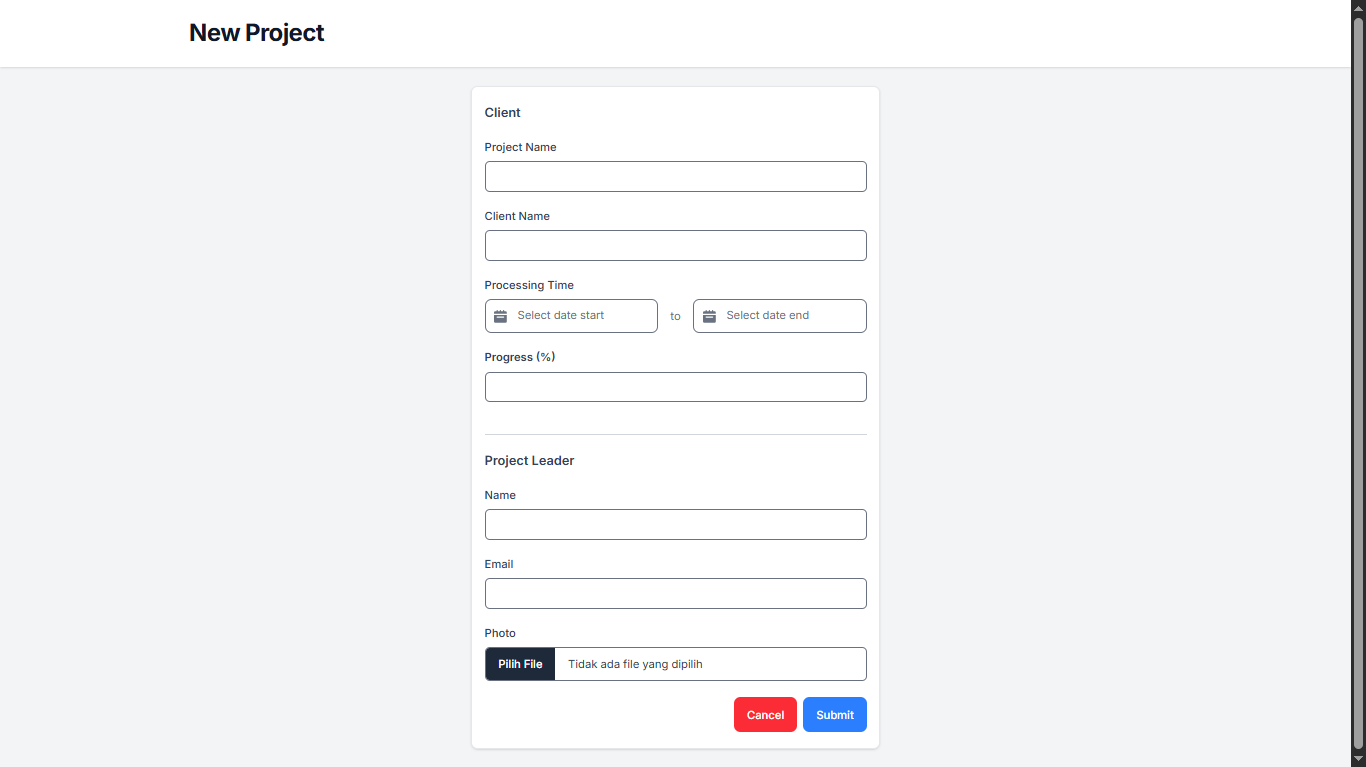 New Project
Client
Project Name
Client Name
Processing Time
Select date start to Select date end
Progress (%)
Project Leader
Name
Email
Photo
Pilih File Tidak ada file yang dipilih
Cancel Submit